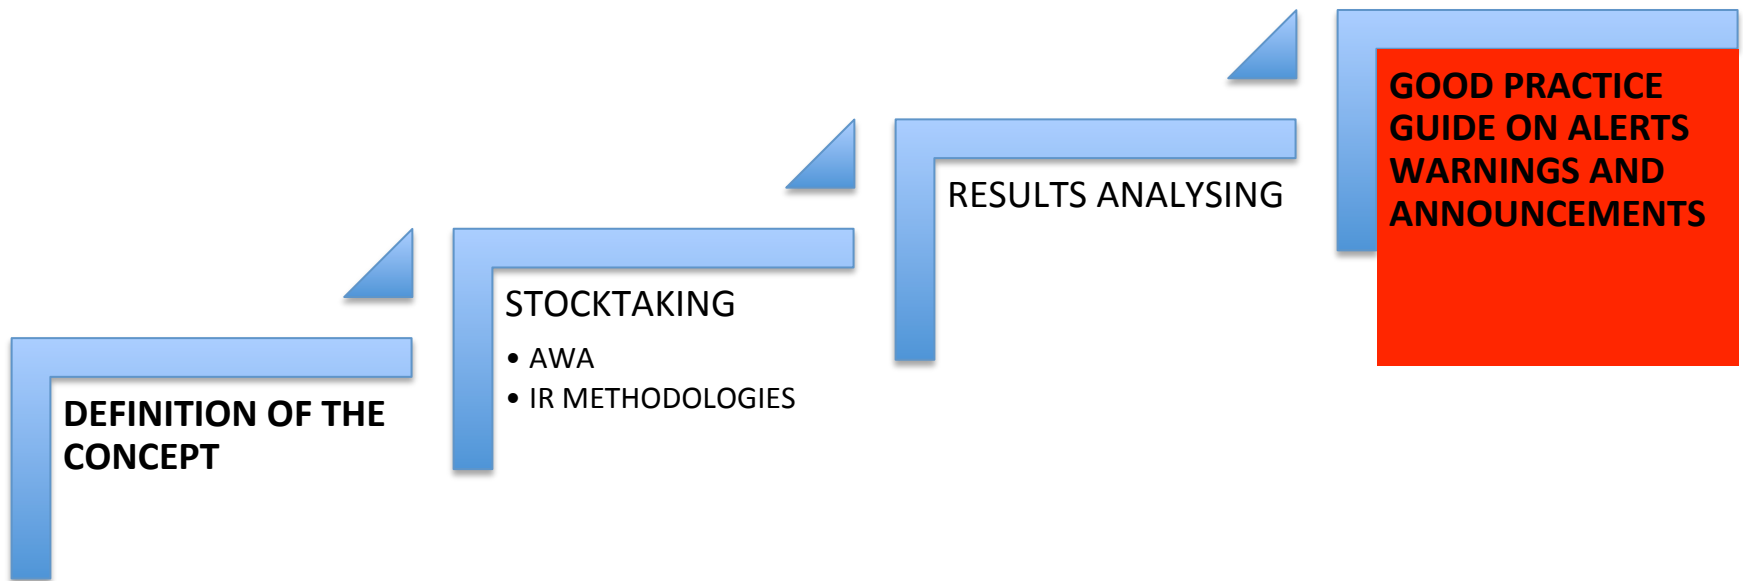 DEFINITION OF THE
CONCEPT
STOCKTAKING
• AWA
• IR METHODOLOGIES
RESULTS ANALYSING
GOOD PRACTICE
GUIDE ON ALERTS
WARNINGS AND
ANNOUNCEMENTS